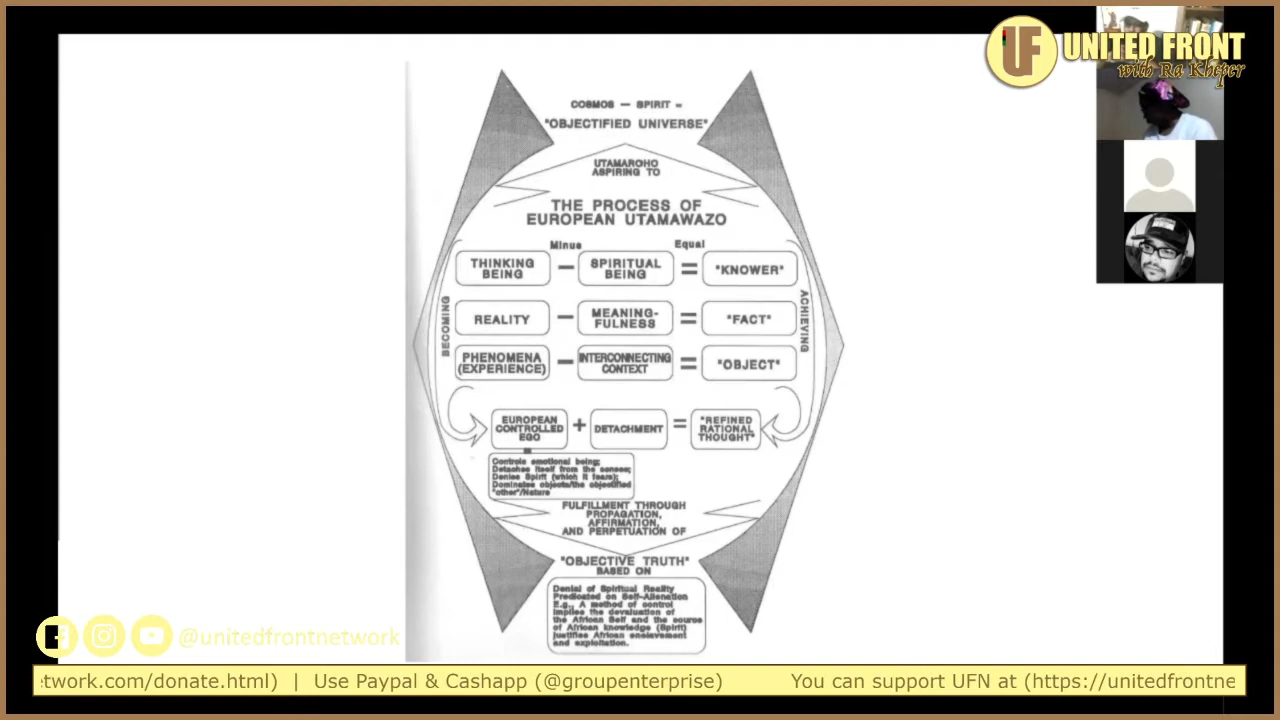 UF
UNITED FRONT
with Ra Kheper
COSMOS — SPIRIT =
"OBJECTIFIED UNIVERSE"
UTAMAROHO
ASPIRING TO
THE PROCESS OF
EUROPEAN UTAMAWAZO
Minus
Equal
THINKING
BEING
—
SPIRITUAL
BEING
=
"KNOWER"
REALITY
—
MEANING-
FULNESS
=
"FACT"
PHENOMENA
(EXPERIENCE)
—
INTERCONNECTING
CONTEXT
=
"OBJECT"
BECOMING
ACHIEVING
EUROPEAN
CONTROLLED
EGO
+
DETACHMENT
=
"REFINED
RATIONAL
THOUGHT"
Controls emotional being;
Detaches itself from the senses;
Denies Spirit (which it fears);
Dominates objects/the objectified
"other"/Nature
FULFILLMENT THROUGH
PROPAGATION,
AFFIRMATION,
AND PERPETUATION OF
"OBJECTIVE TRUTH"
BASED ON
Denial of Spiritual Reality
Predicated on Self-Alienation
E.g., A method of control
implies the devaluation of
the African Self and the source
of African knowledge (Spirit)
justifies African enslavement
and exploitation.
@unitedfrontnetwork
etwork.com/donate.html) | Use Paypal & Cashapp (@groupenterprise) You can support UFN at (https://unitedfrontne